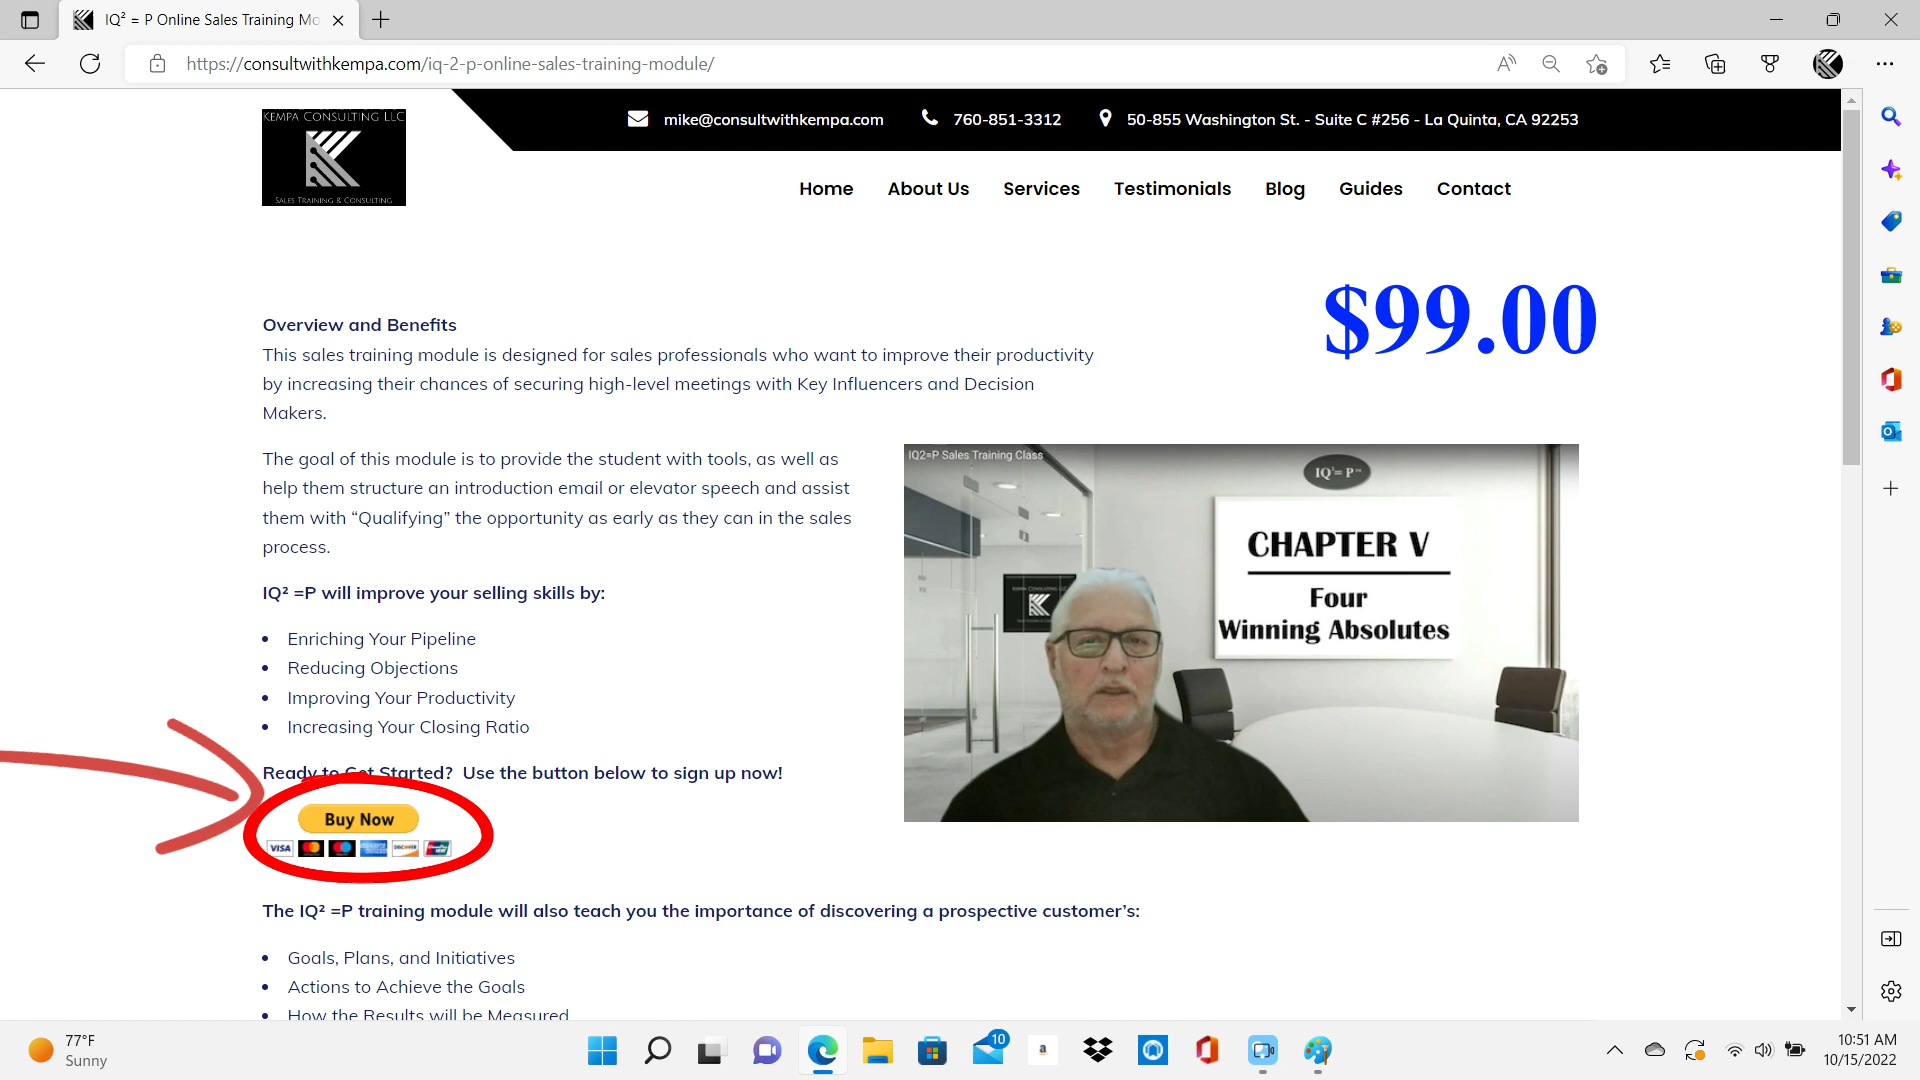 IQ² = P Online Sales Training Mo
https://consultwithkempa.com/iq-2-p-online-sales-training-module/
KEMPA CONSULTING LLC
SALES TRAINING & CONSULTING
mike@consultwithkempa.com 760-851-3312 50-855 Washington St. - Suite C #256 - La Quinta, CA 92253
Home About Us Services Testimonials Blog Guides Contact
$99.00
Overview and Benefits
This sales training module is designed for sales professionals who want to improve their productivity
by increasing their chances of securing high-level meetings with Key Influencers and Decision
Makers.
The goal of this module is to provide the student with tools, as well as
help them structure an introduction email or elevator speech and assist
them with “Qualifying” the opportunity as early as they can in the sales
process.
IQ² =P will improve your selling skills by:
• Enriching Your Pipeline
• Reducing Objections
• Improving Your Productivity
• Increasing Your Closing Ratio
Ready to Get Started? Use the button below to sign up now!
Buy Now
VISA DISCOVER
IQ2=P Sales Training Class
IQ²= P™
CHAPTER V
Four
Winning Absolutes
The IQ² =P training module will also teach you the importance of discovering a prospective customer’s:
• Goals, Plans, and Initiatives
• Actions to Achieve the Goals
• How the Results will be Measured
77°F
Sunny
10
a
10:51 AM
10/15/2022